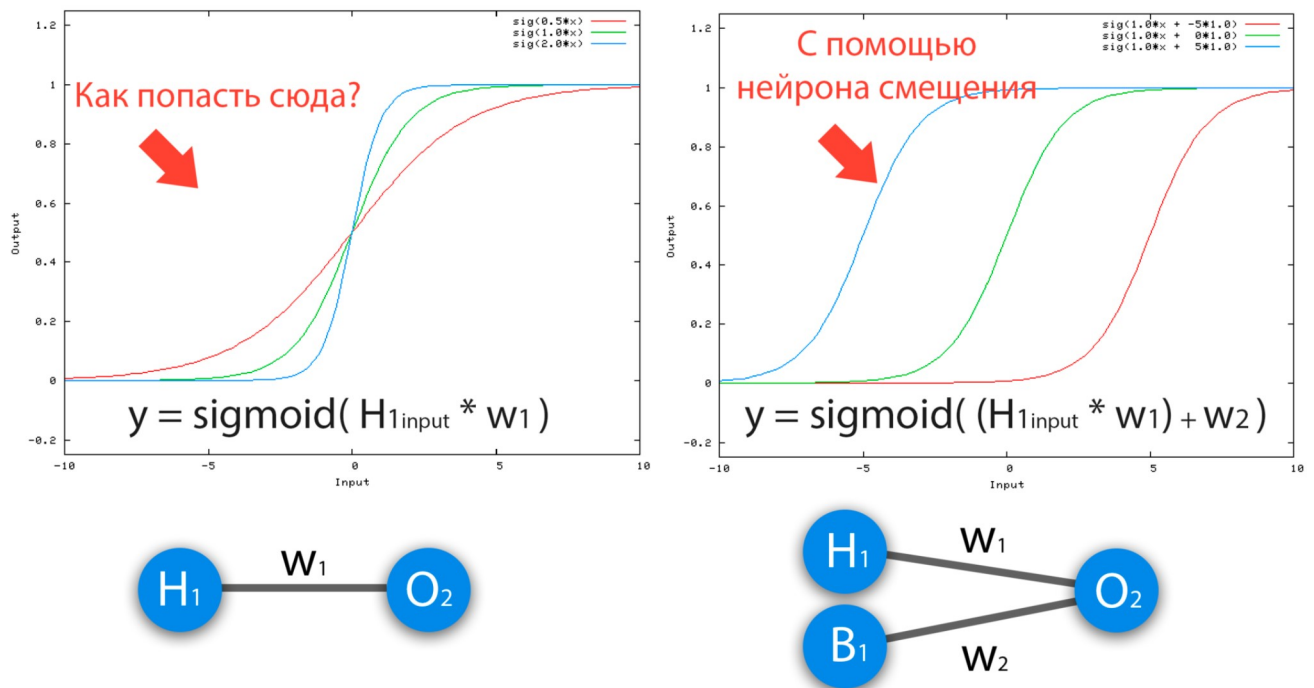 sig(0.5*x)
sig(1.0*x)
sig(2.0*x)
Как попасть сюда?
1.2
1
0.8
0.6
0.4
0.2
0
-0.2
Output
y = sigmoid( H1input * w1 )
-10
-5
0
5
10
Input
H1
w1
O2
sig(1.0*x + -5*1.0)
sig(1.0*x + 0*1.0)
sig(1.0*x + 5*1.0)
С помощью
нейрона смещения
1.2
1
0.8
0.6
0.4
0.2
0
-0.2
Output
y = sigmoid( (H1input * w1) + w2 )
-10
-5
0
5
10
Input
H1
w1
O2
B1
w2